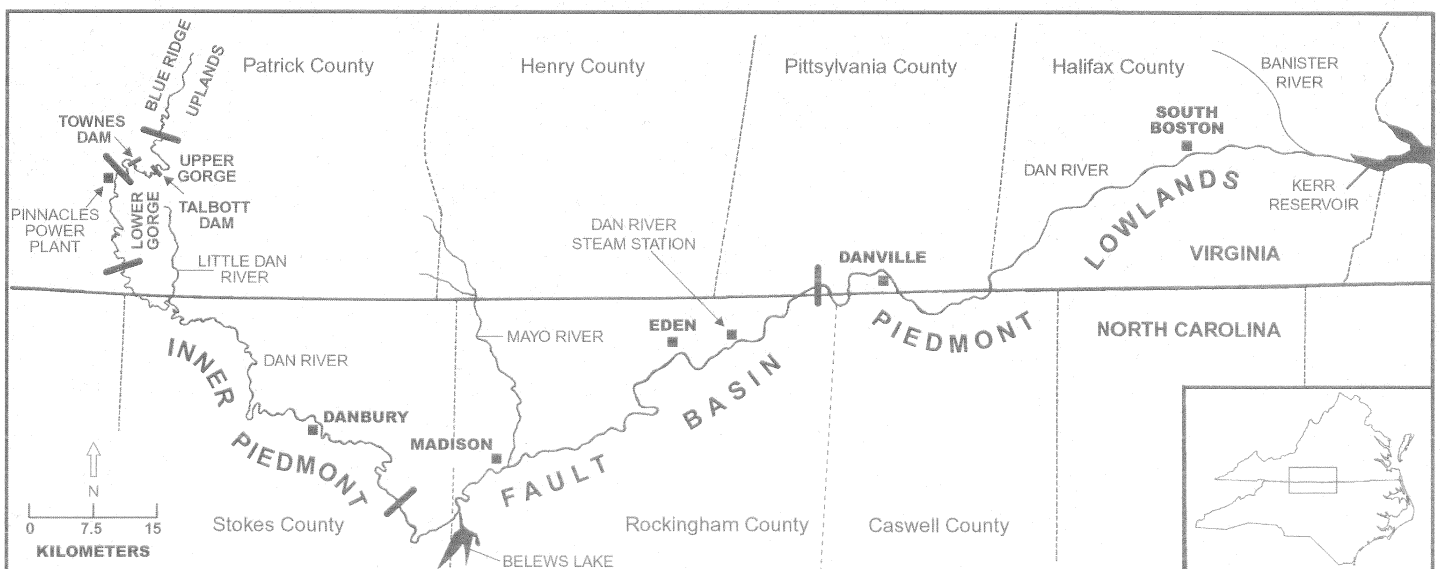 BLUE RIDGE
UPLANDS
Patrick County
Henry County
Pittsylvania County
Halifax County
BANISTER
RIVER
TOWNES
DAM
SOUTH
BOSTON
UPPER
GORGE
DAN RIVER
PINNACLES
POWER
PLANT
LOWER
GORGE
TALBOTT
DAM
KERR
RESERVOIR
LOWLANDS
DAN RIVER
STEAM STATION
LITTLE DAN
RIVER
DANVILLE
VIRGINIA
EDEN
PIEDMONT
NORTH CAROLINA
MAYO RIVER
INNER
DAN RIVER
BASIN
DANBURY
MADISON
PIEDMONT
FAULT
N
0 7.5 15
KILOMETERS
Stokes County
Rockingham County
Caswell County
BELEWS LAKE